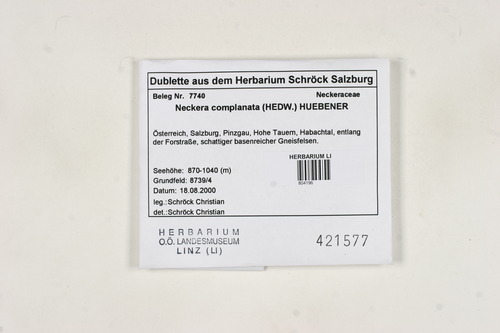 Dublette aus dem Herbarium Schröck Salzburg
Beleg Nr. 7740 Neckeraceae
Neckera complanata (HEDW.) HUEBENER
Österreich, Salzburg, Pinzgau, Hohe Tauern, Habachtal, entlang
der Forstraße, schattiger basenreicher Gneisfelsen.
HERBARIUM LI
804196
Seehöhe: 870-1040 (m)
Grundfeld: 8739/4
Datum: 18.08.2000
leg.:Schröck Christian
det.:Schröck Christian
HERBARIUM
O.Ö. LANDESMUSEUM
LINZ (LI)
421577